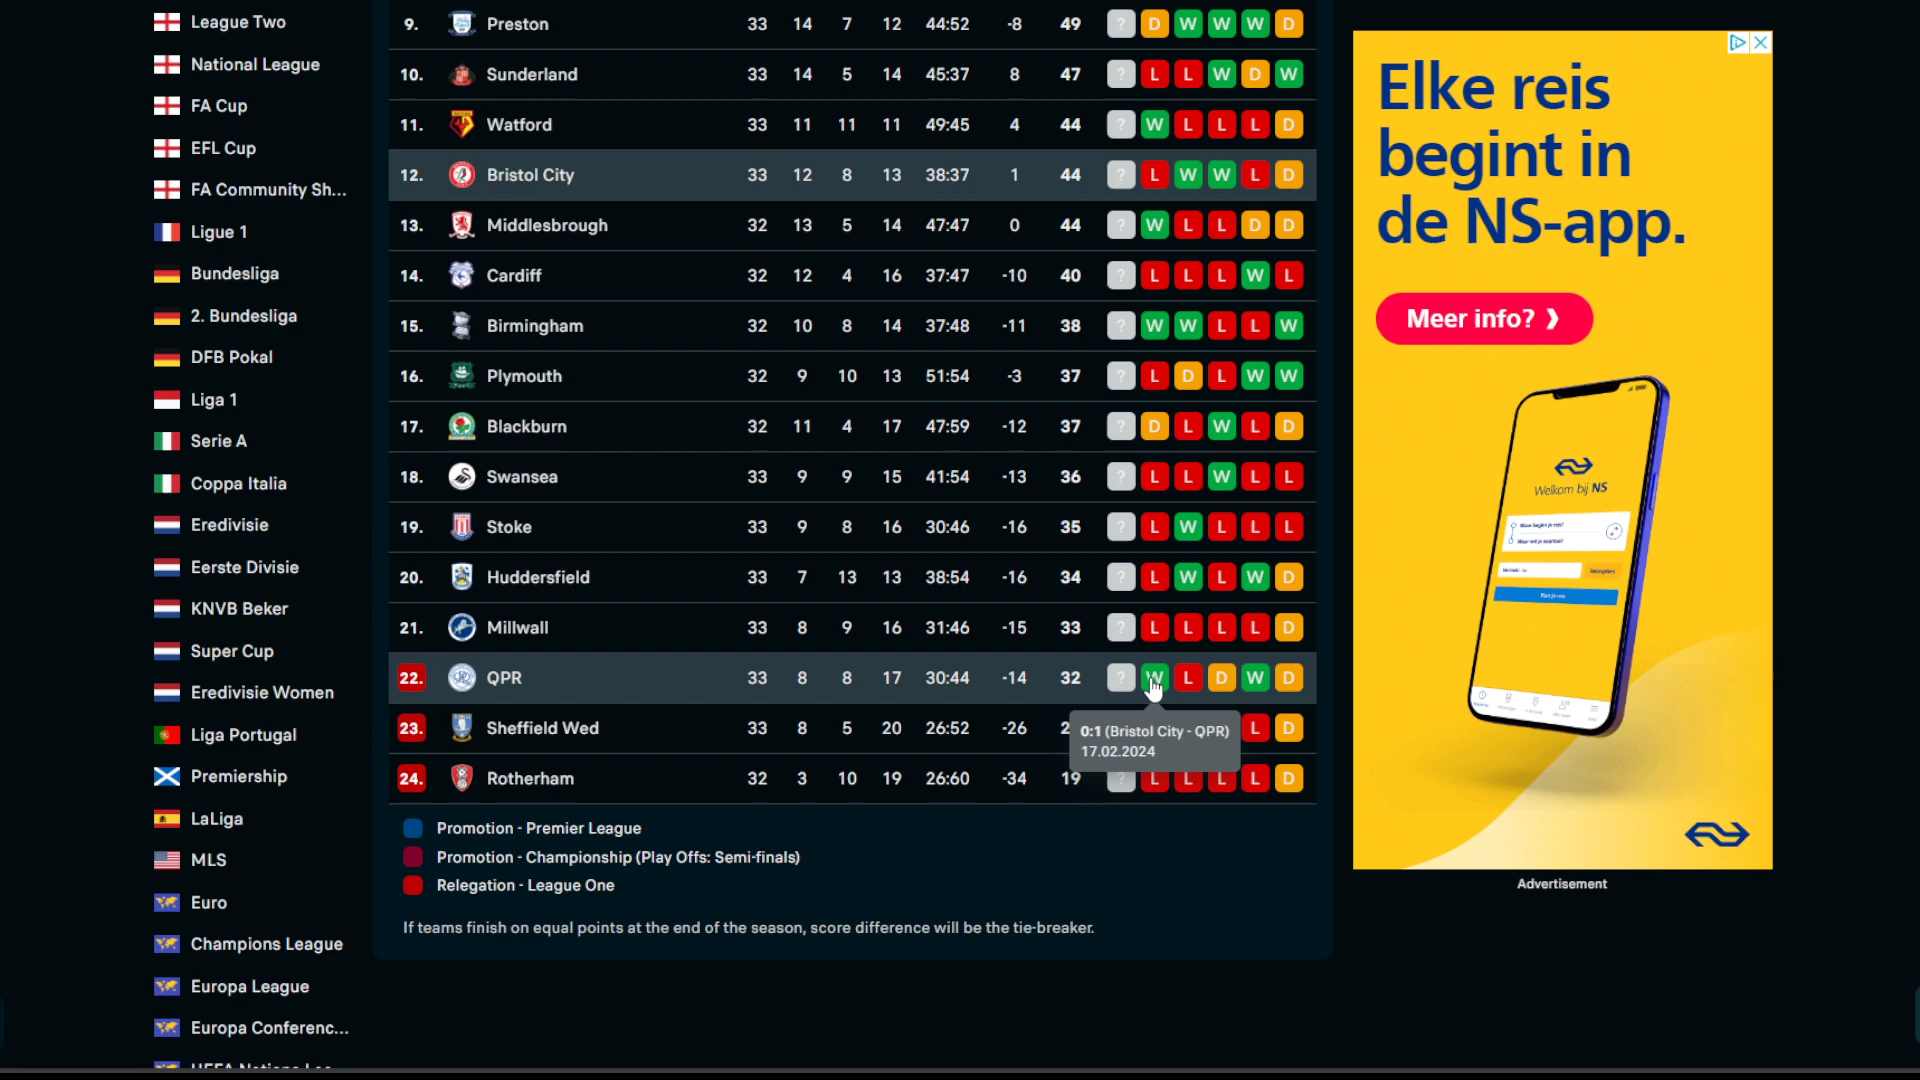 League Two
National League
FA Cup
EFL Cup
FA Community Sh...
Ligue 1
Bundesliga
2. Bundesliga
DFB Pokal
Liga 1
Serie A
Coppa Italia
Eredivisie
Eerste Divisie
KNVB Beker
Super Cup
Eredivisie Women
Liga Portugal
Premiership
LaLiga
MLS
Euro
Champions League
Europa League
Europa Conferenc...
9. Preston 33 14 7 12 44:52 -8 49 ? D W W W D
10. Sunderland 33 14 5 14 45:37 8 47 ? L L W D W
11. Watford 33 11 11 11 49:45 4 44 ? W L L L D
12. Bristol City 33 12 8 13 38:37 1 44 ? L W W L D
13. Middlesbrough 32 13 5 14 47:47 0 44 ? W L L D D
14. Cardiff 32 12 4 16 37:47 -10 40 ? L L L W L
15. Birmingham 32 10 8 14 37:48 -11 38 ? W W L L W
16. Plymouth 32 9 10 13 51:54 -3 37 ? L D L W W
17. Blackburn 32 11 4 17 47:59 -12 37 ? D L W L D
18. Swansea 33 9 9 15 41:54 -13 36 ? L L W L L
19. Stoke 33 9 8 16 30:46 -16 35 ? L W L L L
20. Huddersfield 33 7 13 13 38:54 -16 34 ? L W L W D
21. Millwall 33 8 9 16 31:46 -15 33 ? L L L L D
22. QPR 33 8 8 17 30:44 -14 32 ? W L D W D
23. Sheffield Wed 33 8 5 20 26:52 -26 2 L D
0:1 (Bristol City - QPR)
17.02.2024
24. Rotherham 32 3 10 19 26:60 -34 19 ? L L L L D
Promotion - Premier League
Promotion - Championship (Play Offs: Semi-finals)
Relegation - League One
If teams finish on equal points at the end of the season, score difference will be the tie-breaker.
Elke reis
begint in
de NS-app.
Meer info? ❯
Welkom bij NS
Advertisement